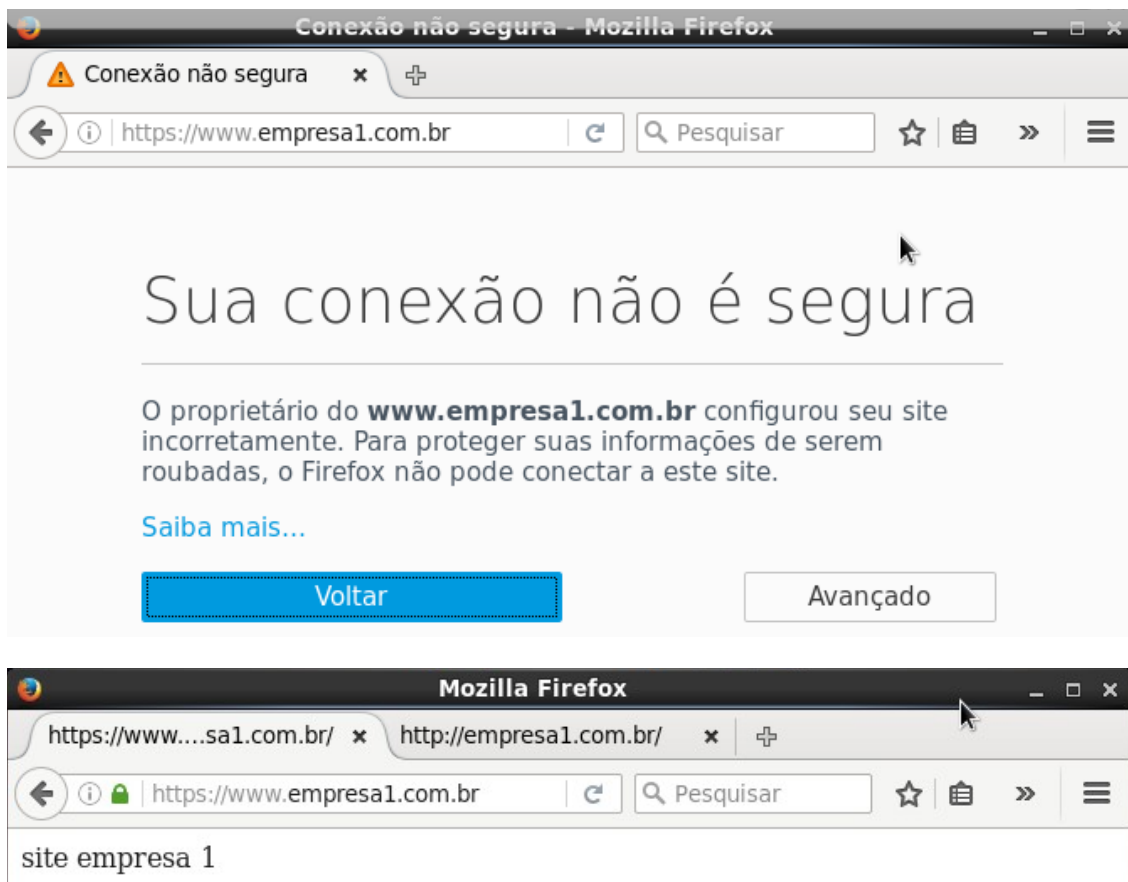 Conexão não segura - Mozilla Firefox
Conexão não segura
https://www.empresa1.com.br
Pesquisar
Sua conexão não é segura
O proprietário do www.empresa1.com.br configurou seu site
incorretamente. Para proteger suas informações de serem
roubadas, o Firefox não pode conectar a este site.
Saiba mais...
Voltar
Avançado
Mozilla Firefox
https://www....sa1.com.br/
http://empresa1.com.br/
https://www.empresa1.com.br
Pesquisar
site empresa 1